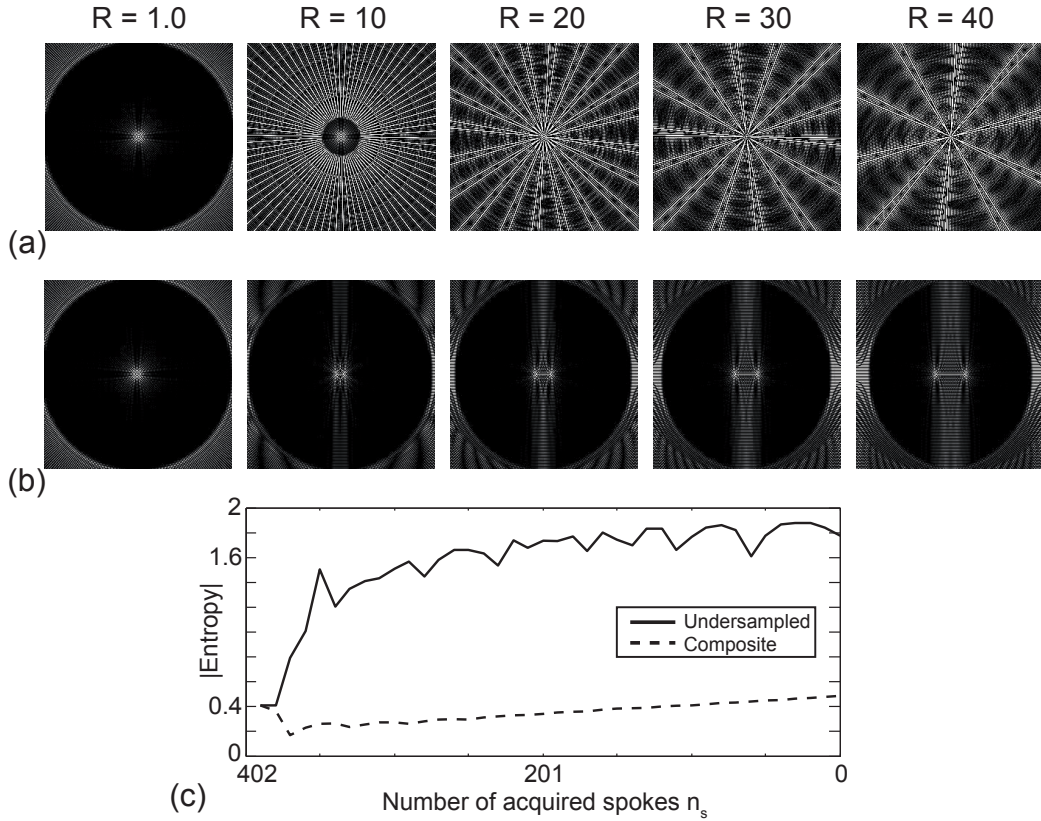 R = 1.0 R = 10 R = 20 R = 30 R = 40
(a)
(b)
2
1.6
0.4
0
|Entropy|
Undersampled
Composite
402 201 0
(c)
Number of acquired spokes nₛ